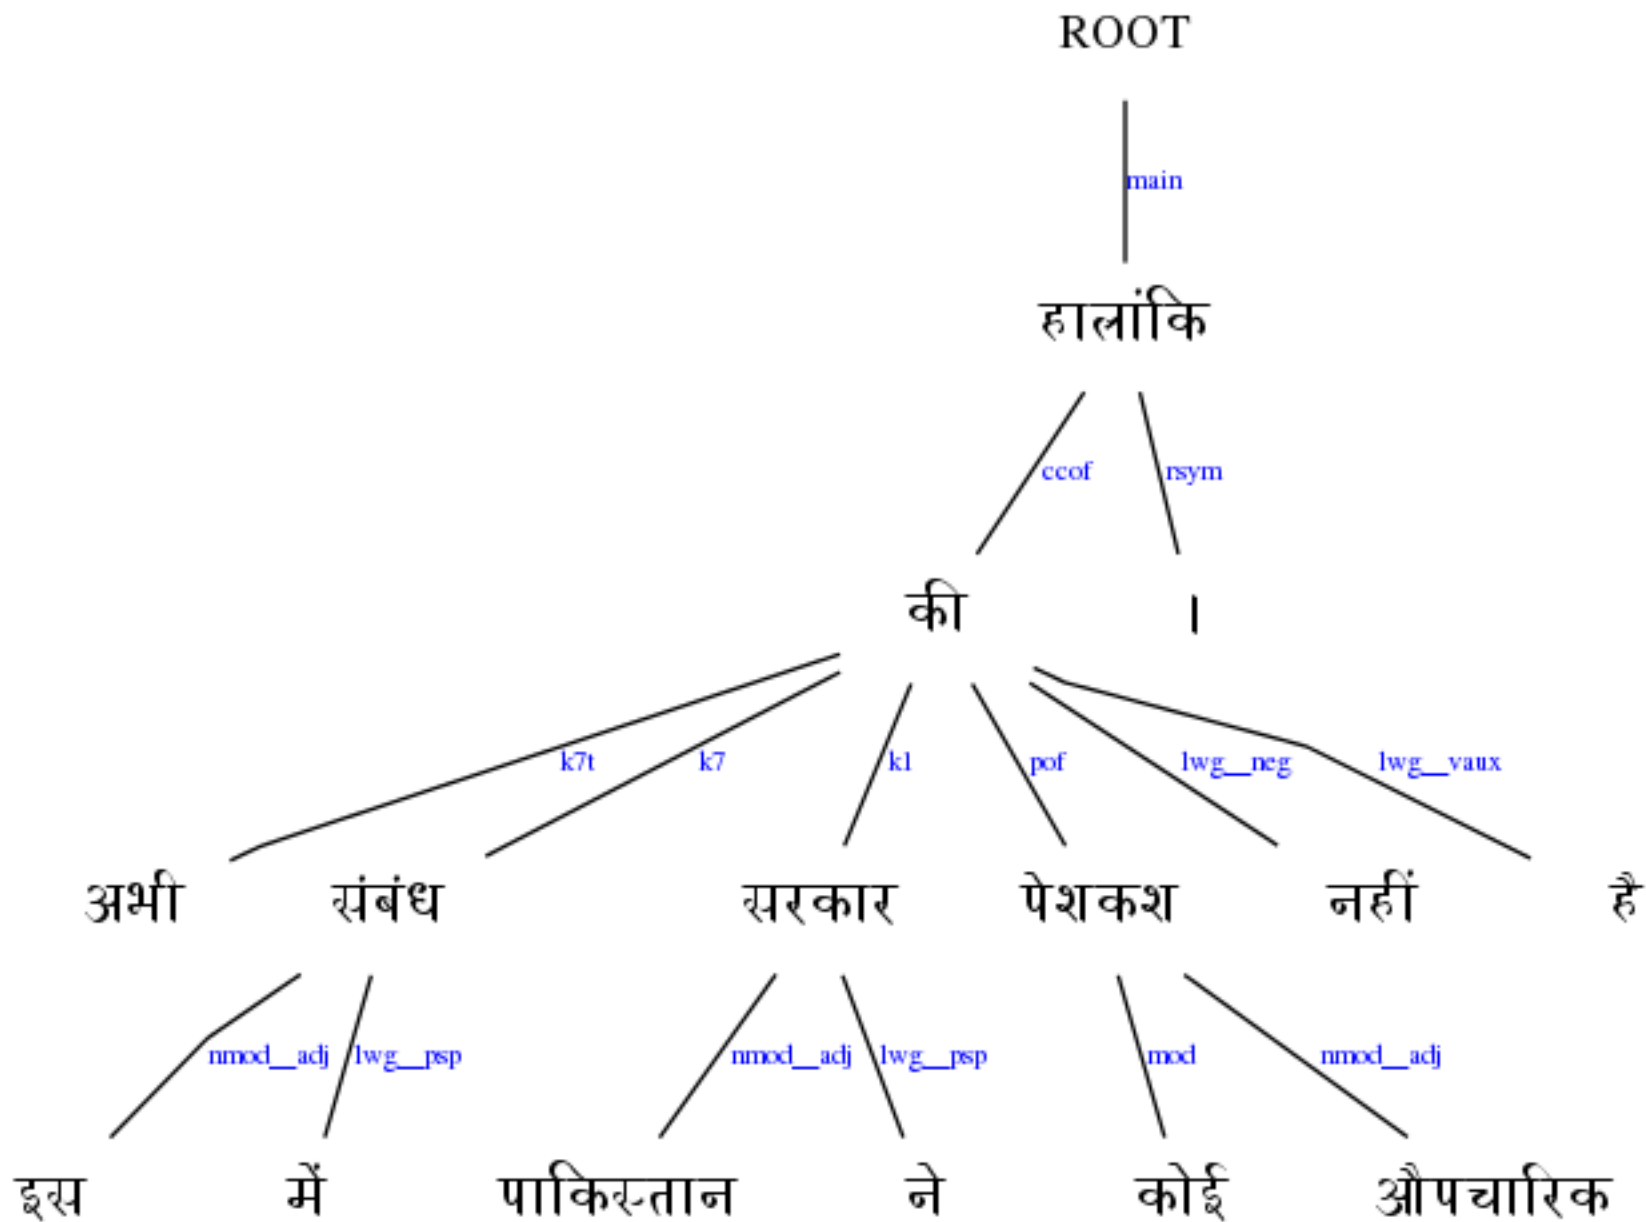 ROOT
main
हालांकि
ccof rsym
की ।
k7t k7 k1 pof lwg__neg lwg__vaux
अभी संबंध सरकार पेशकश नहीं है
nmod__adj lwg__psp nmod__adj lwg__psp mod nmod__adj
इस में पाकिस्तान ने कोई औपचारिक